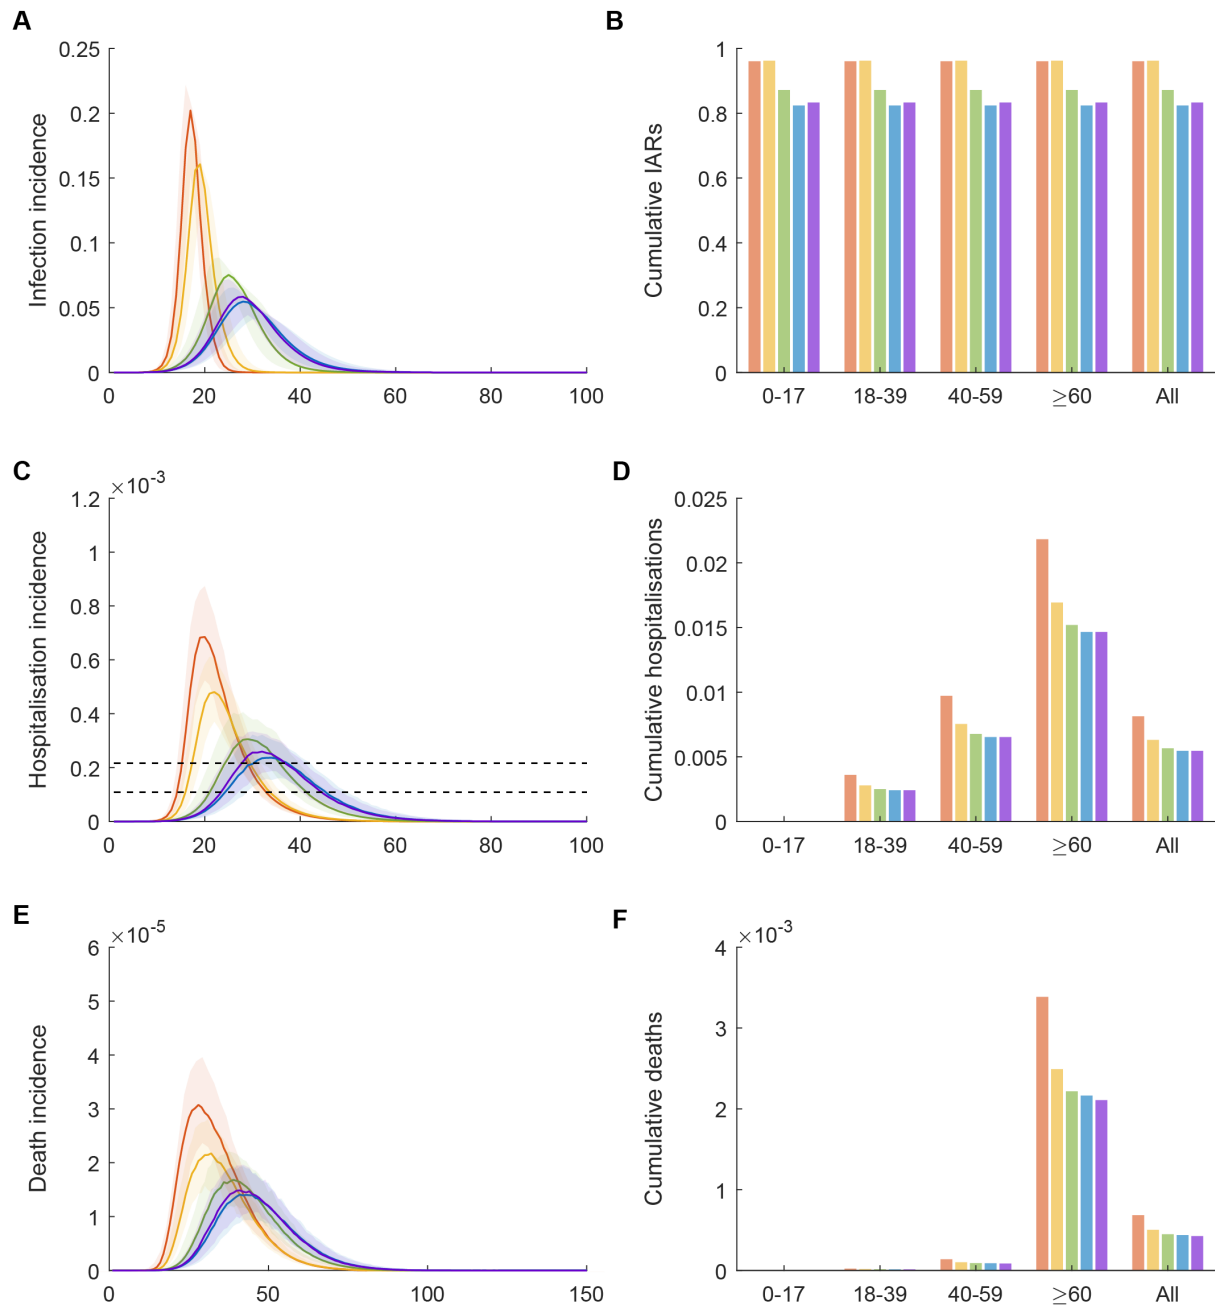 A
Infection incidence
0.25
0.2
0.15
0.1
0.05
0
0 20 40 60 80 100
B
Cumulative IARs
1
0.8
0.6
0.4
0.2
0
0-17 18-39 40-59 ≥60 All
C
×10-3
Hospitalisation incidence
1.2
1
0.8
0.6
0.4
0.2
0
0 20 40 60 80 100
D
Cumulative hospitalisations
0.025
0.02
0.015
0.01
0.005
0
0-17 18-39 40-59 ≥60 All
E
×10-5
Death incidence
6
5
4
3
2
1
0
0 50 100 150
F
×10-3
Cumulative deaths
4
3
2
1
0
0-17 18-39 40-59 ≥60 All